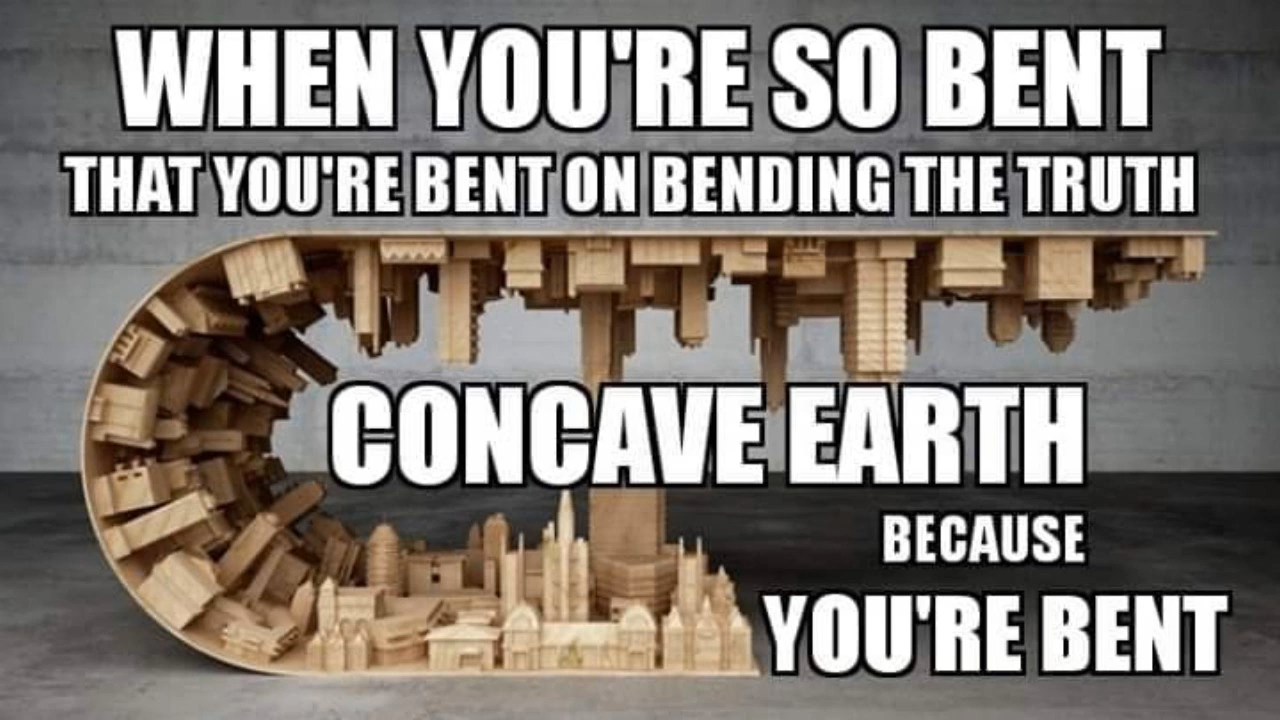 WHEN YOU'RE SO BENT
THAT YOU'RE BENT ON BENDING THE TRUTH
CONCAVE EARTH
BECAUSE
YOU'RE BENT